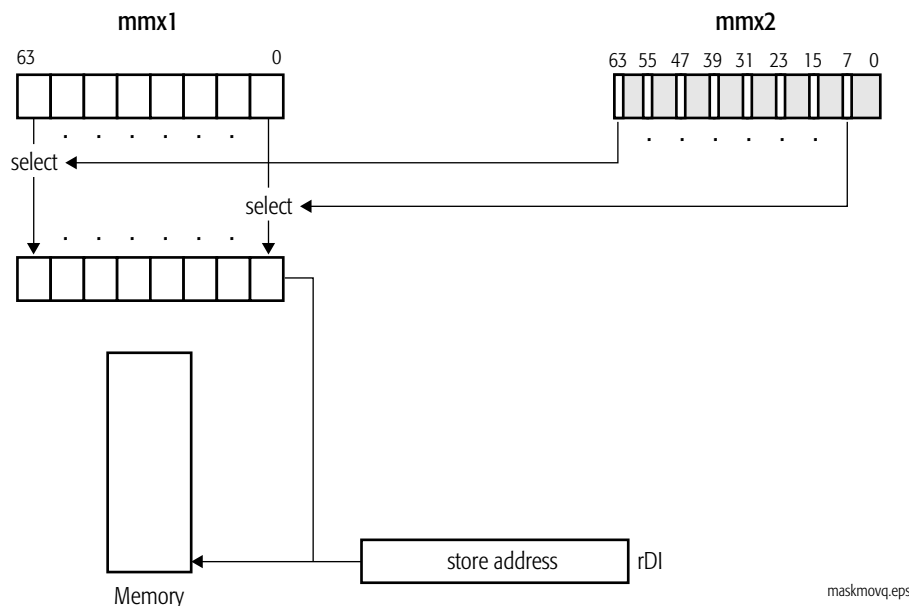 mmx1
mmx2
63 0
63 55 47 39 31 23 15 7 0
. . . . . .
. . . . . .
select
select
. . . . . .
store address
rDI
Memory
maskmovq.eps